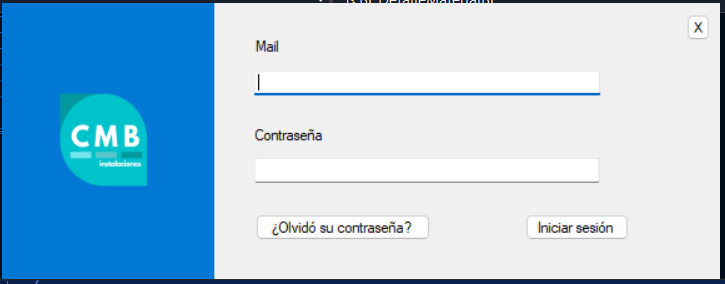 X
Mail
CMB
instalaciones
Contraseña
¿Olvidó su contraseña?
Iniciar sesión